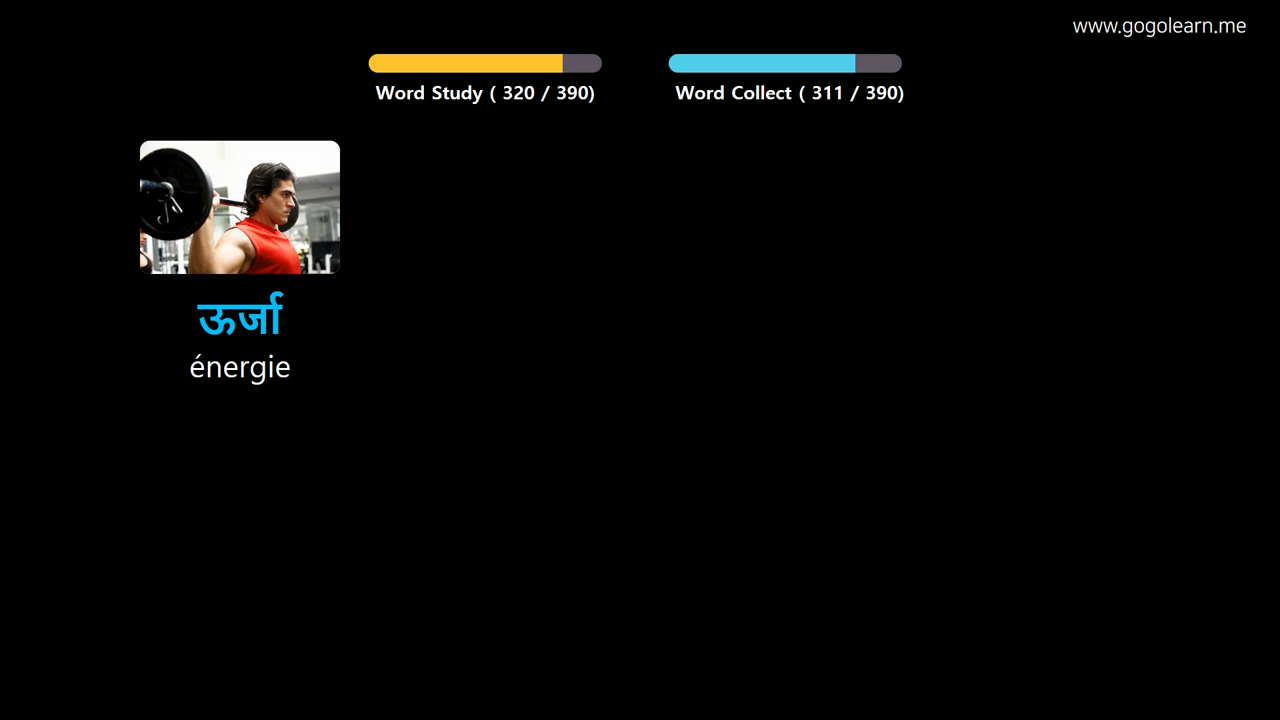 www.gogolearn.me
Word Study ( 320 / 390)
Word Collect ( 311 / 390)
ऊर्जा
énergie